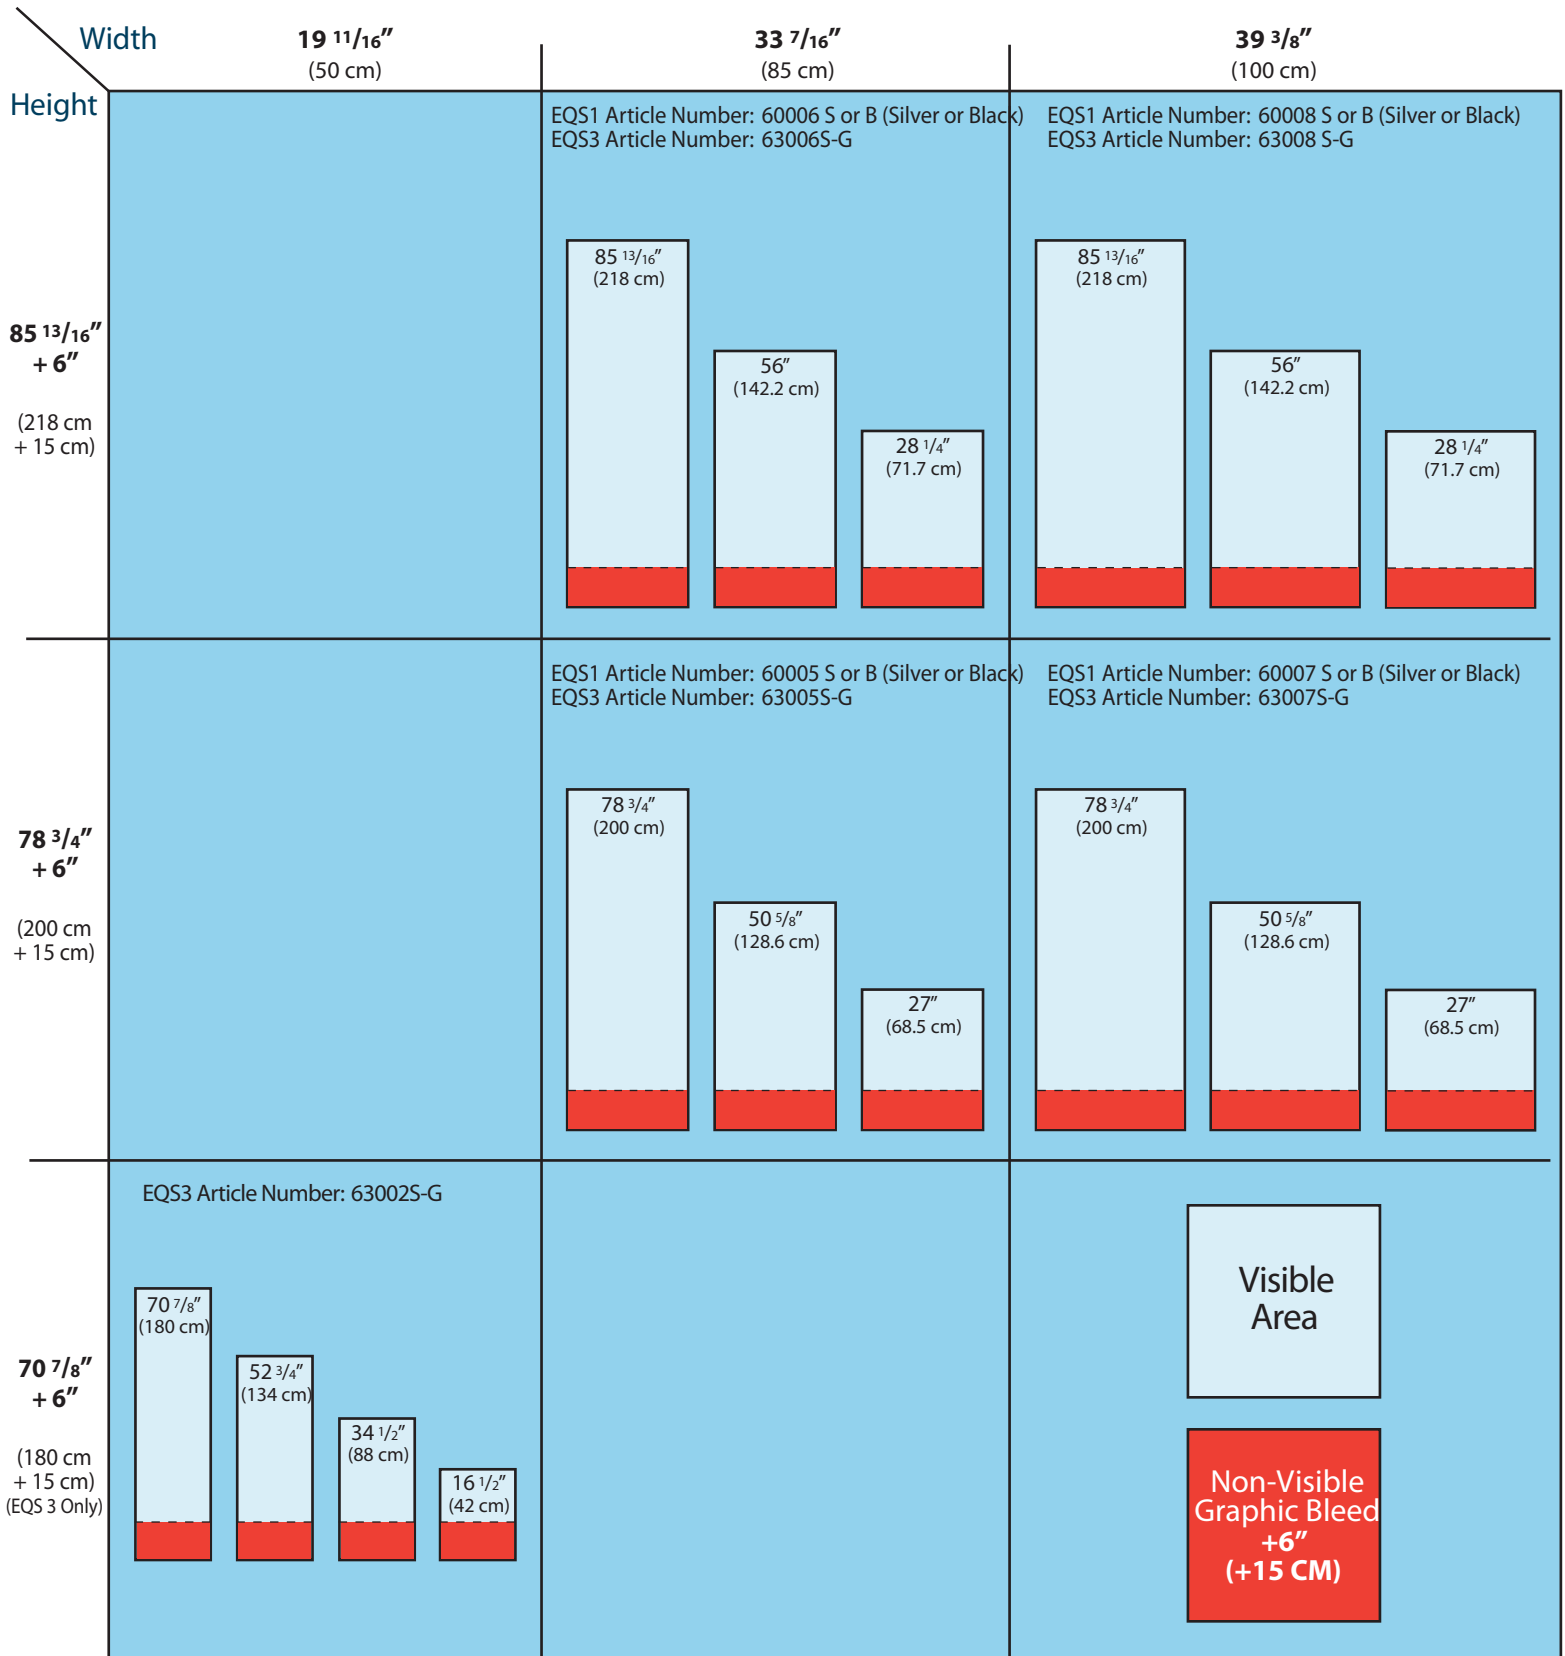 Width
19 11/16″
(50 cm)
33 7/16″
(85 cm)
39 3/8″
(100 cm)
Height
85 13/16″
+ 6″
(218 cm
+ 15 cm)
EQS1 Article Number: 60006 S or B (Silver or Black)
EQS3 Article Number: 63006S-G
85 13/16″
(218 cm)
56″
(142.2 cm)
28 1/4″
(71.7 cm)
EQS1 Article Number: 60008 S or B (Silver or Black)
EQS3 Article Number: 63008 S-G
85 13/16″
(218 cm)
56″
(142.2 cm)
28 1/4″
(71.7 cm)
78 3/4″
+ 6″
(200 cm
+ 15 cm)
EQS1 Article Number: 60005 S or B (Silver or Black)
EQS3 Article Number: 63005S-G
78 3/4″
(200 cm)
50 5/8″
(128.6 cm)
27″
(68.5 cm)
EQS1 Article Number: 60007 S or B (Silver or Black)
EQS3 Article Number: 63007S-G
78 3/4″
(200 cm)
50 5/8″
(128.6 cm)
27″
(68.5 cm)
70 7/8″
+ 6″
(180 cm
+ 15 cm)
(EQS 3 Only)
EQS3 Article Number: 63002S-G
70 7/8″
(180 cm)
52 3/4″
(134 cm)
34 1/2″
(88 cm)
16 1/2″
(42 cm)
Visible
Area
Non-Visible
Graphic Bleed
+6″
(+15 CM)